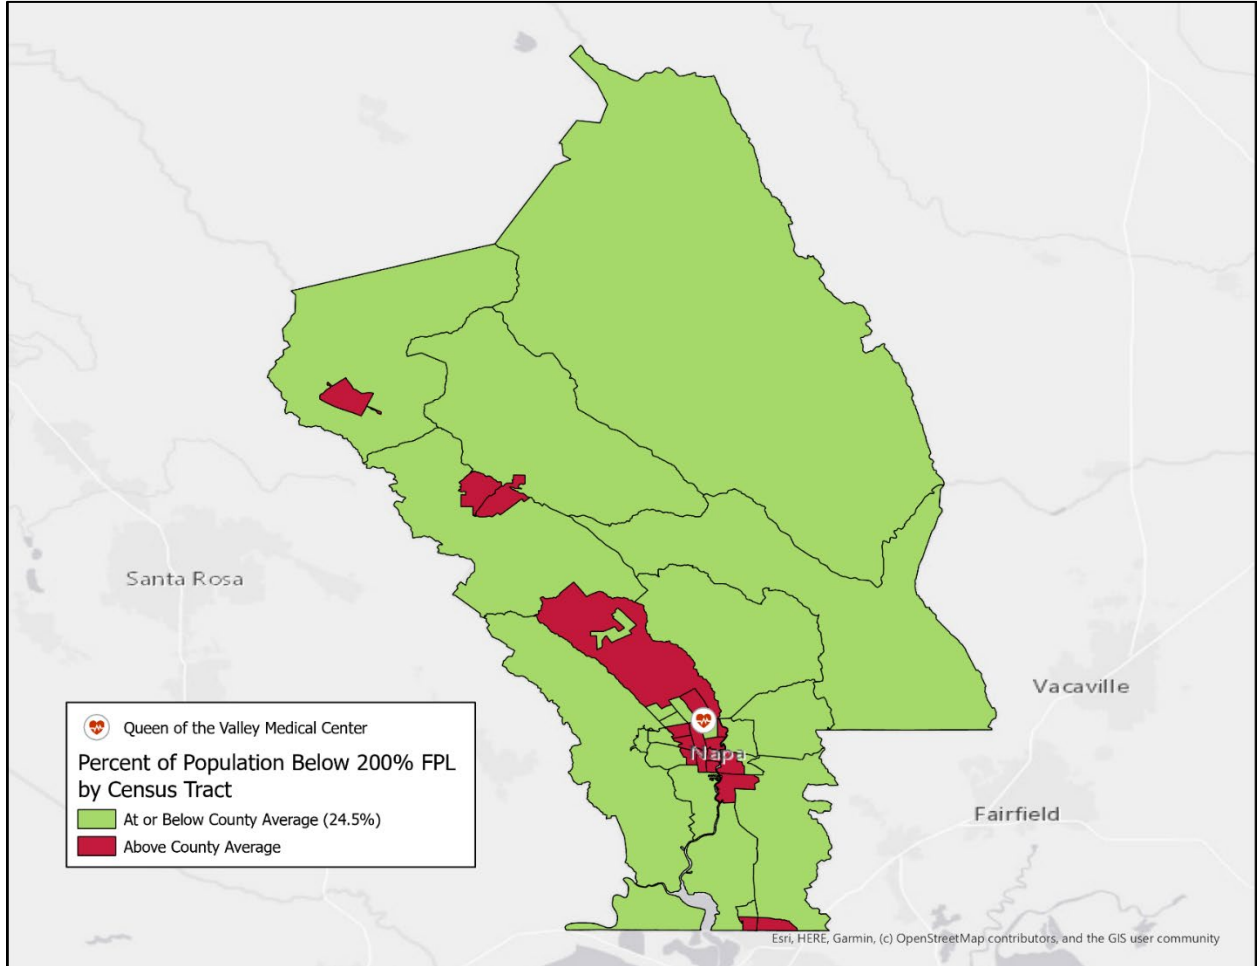 Santa Rosa
Vacaville
Napa
Fairfield
Queen of the Valley Medical Center
Percent of Population Below 200% FPL
by Census Tract
At or Below County Average (24.5%)
Above County Average
Esri, HERE, Garmin, (c) OpenStreetMap contributors, and the GIS user community